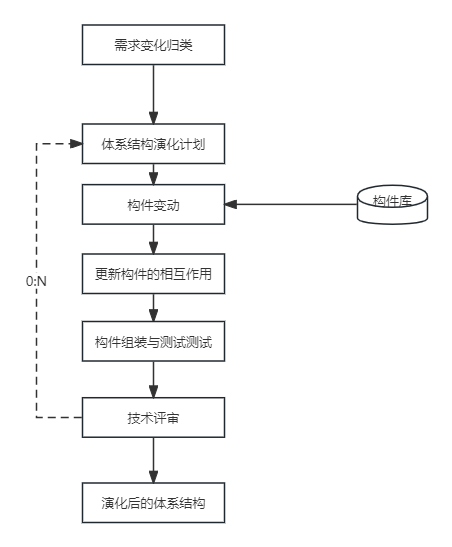 需求变化归类
体系结构演化计划
构件变动
构件库
更新构件的相互作用
0:N
构件组装与测试测试
技术评审
演化后的体系结构